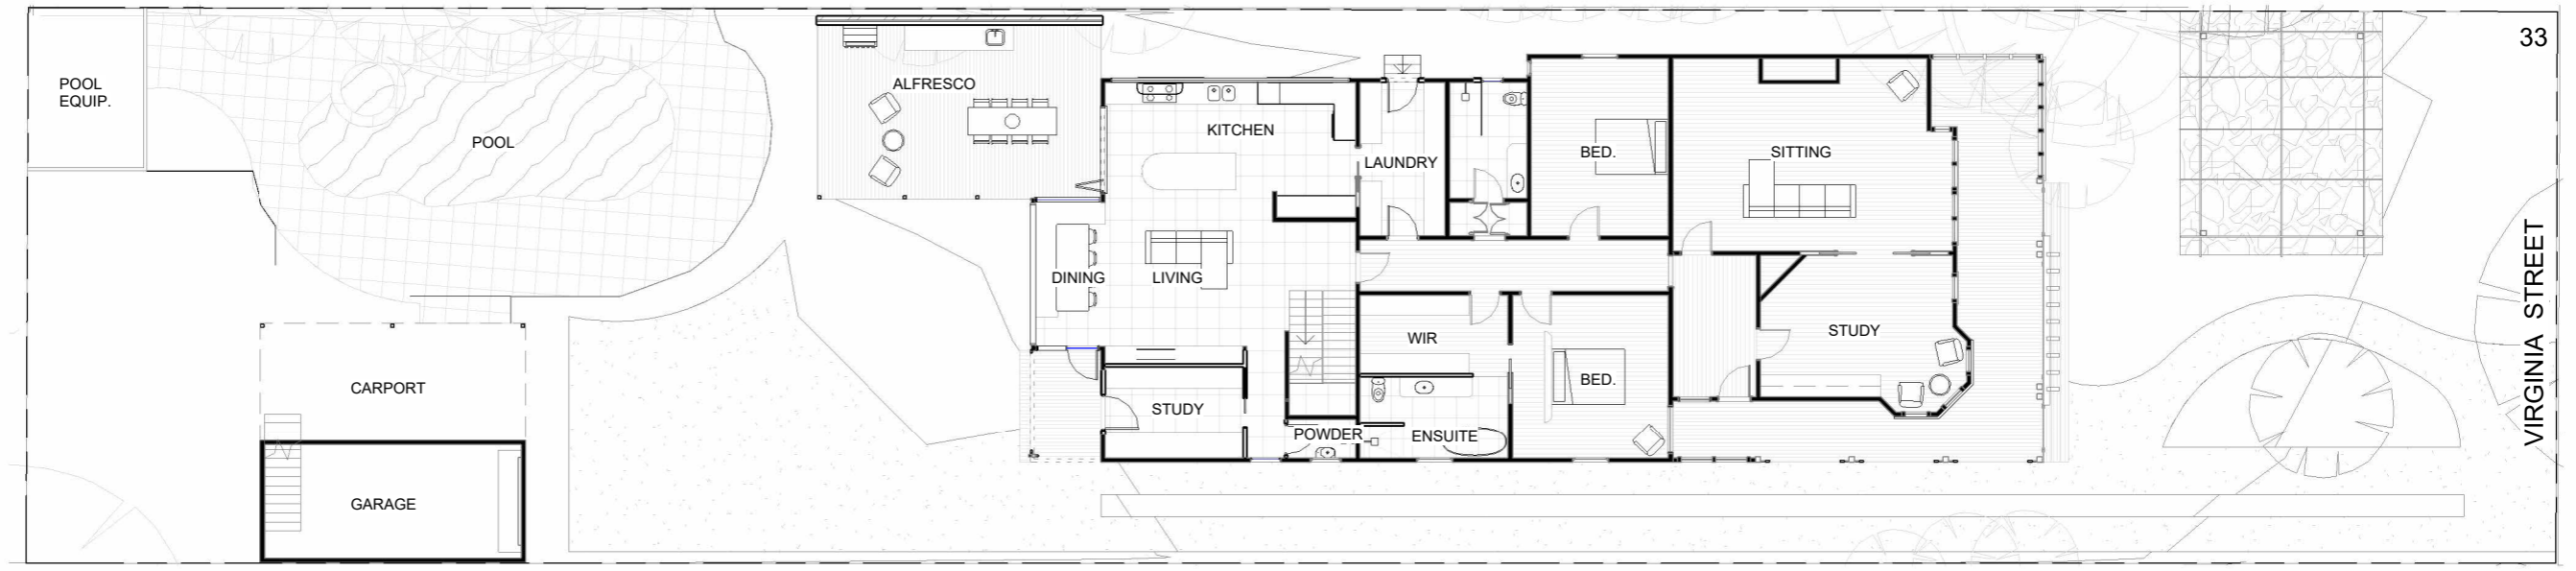 33
POOL
EQUIP.
ALFRESCO
POOL
KITCHEN
LAUNDRY
BED.
SITTING
DINING
LIVING
WIR
STUDY
CARPORT
BED.
STUDY
POWDER
ENSUITE
GARAGE
VIRGINIA STREET